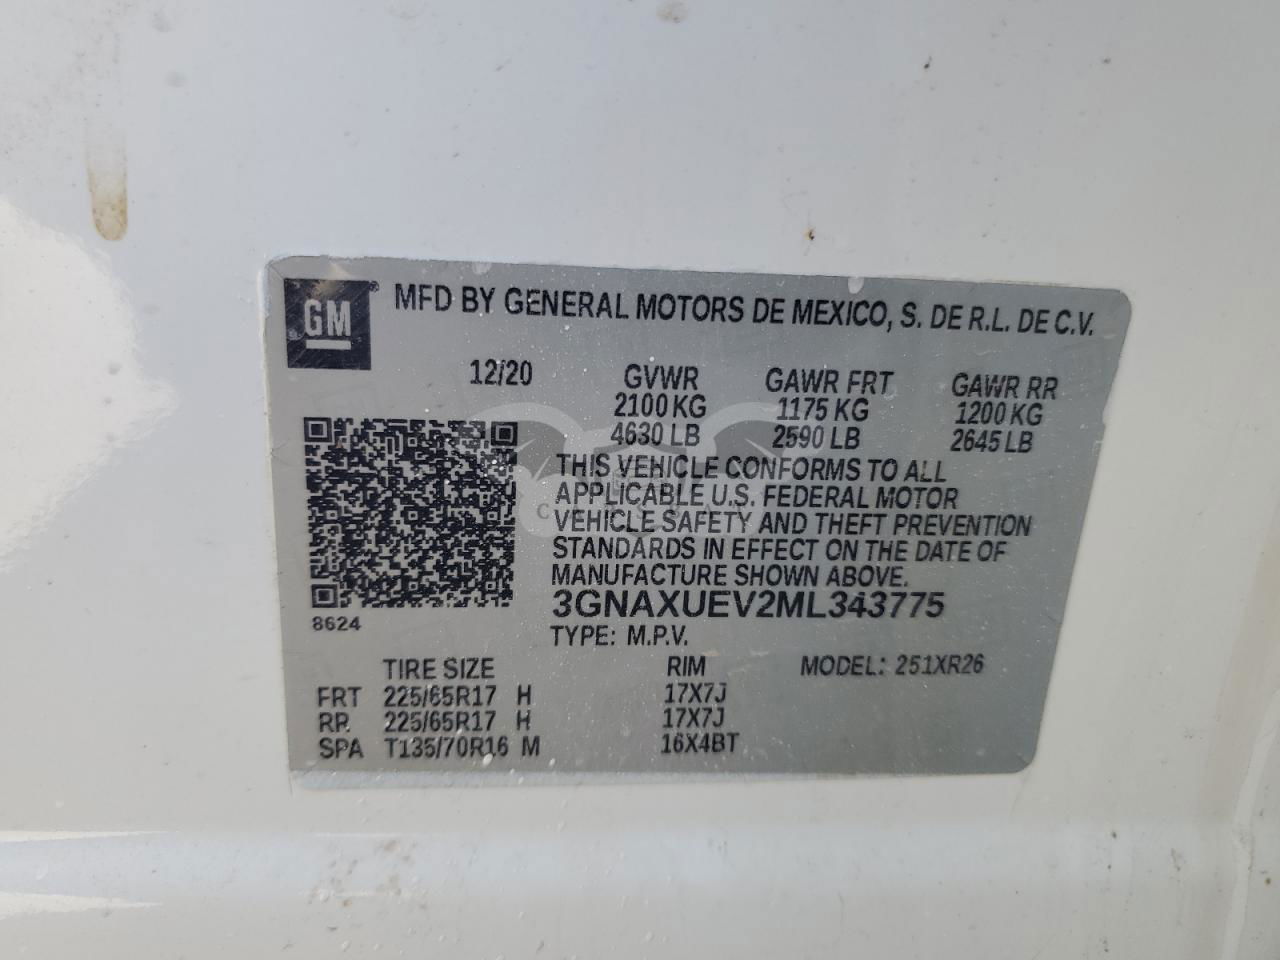 GM ® MFD BY GENERAL MOTORS DE MEXICO, S. DE R.L. DE C.V.
12/20 GVWR GAWR FRT GAWR RR
2100 KG 1175 KG 1200 KG
4630 LB 2590 LB 2645 LB
THIS VEHICLE CONFORMS TO ALL
APPLICABLE U.S. FEDERAL MOTOR
VEHICLE SAFETY AND THEFT PREVENTION
STANDARDS IN EFFECT ON THE DATE OF
MANUFACTURE SHOWN ABOVE.
3GNAXUEV2ML343775
8624
TYPE: M.P.V.
TIRE SIZE RIM MODEL: 251XR26
FRT 225/65R17 H 17X7J
RR 225/65R17 H 17X7J
SPA T135/70R16 M 16X4BT